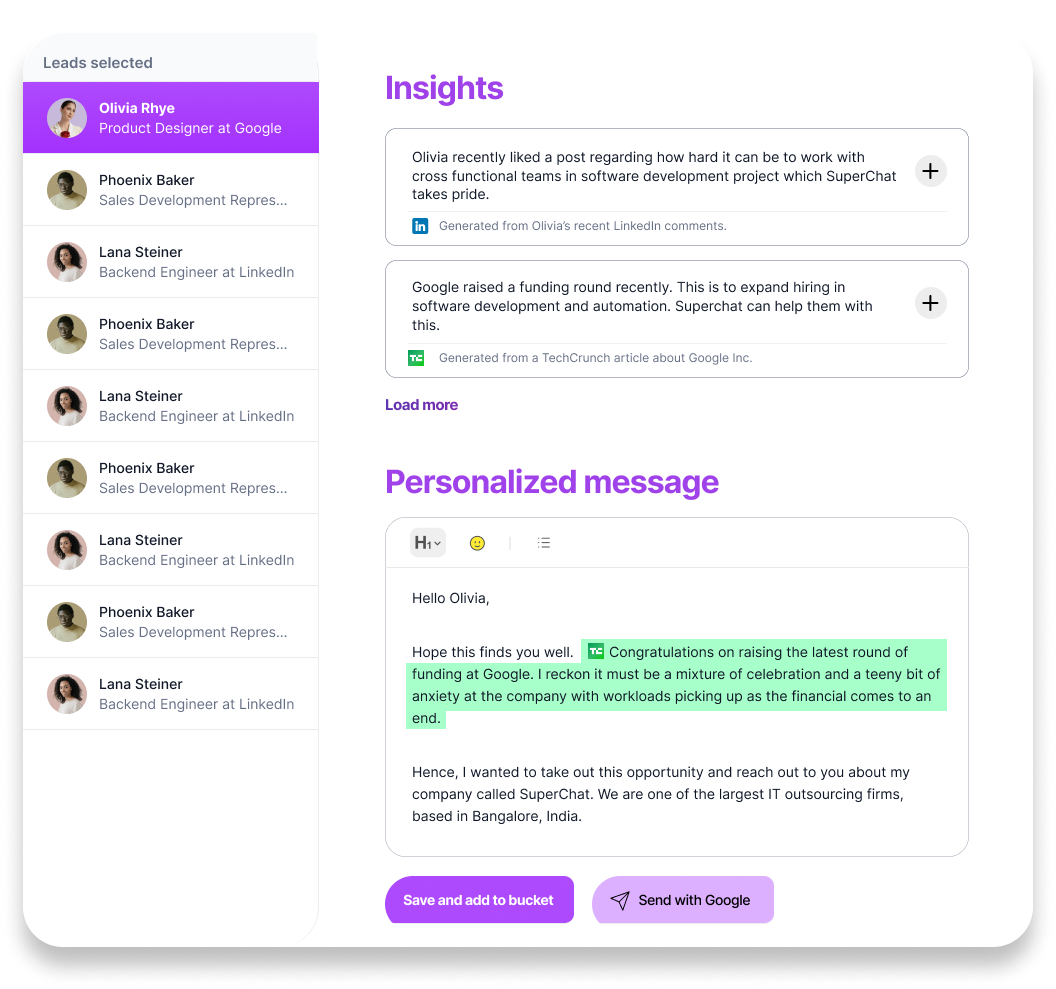 Leads selected
Olivia Rhye
Product Designer at Google
Phoenix Baker
Sales Development Repres...
Lana Steiner
Backend Engineer at LinkedIn
Phoenix Baker
Sales Development Repres...
Lana Steiner
Backend Engineer at LinkedIn
Phoenix Baker
Sales Development Repres...
Lana Steiner
Backend Engineer at LinkedIn
Phoenix Baker
Sales Development Repres...
Lana Steiner
Backend Engineer at LinkedIn
Insights
Olivia recently liked a post regarding how hard it can be to work with
cross functional teams in software development project which SuperChat
takes pride.
in Generated from Olivia’s recent LinkedIn comments.
Google raised a funding round recently. This is to expand hiring in
software development and automation. Superchat can help them with
this.
TC Generated from a TechCrunch article about Google Inc.
Load more
Personalized message
H1
Hello Olivia,
Hope this finds you well. TC Congratulations on raising the latest round of
funding at Google. I reckon it must be a mixture of celebration and a teeny bit of
anxiety at the company with workloads picking up as the financial comes to an
end.
Hence, I wanted to take out this opportunity and reach out to you about my
company called SuperChat. We are one of the largest IT outsourcing firms,
based in Bangalore, India.
Save and add to bucket
Send with Google